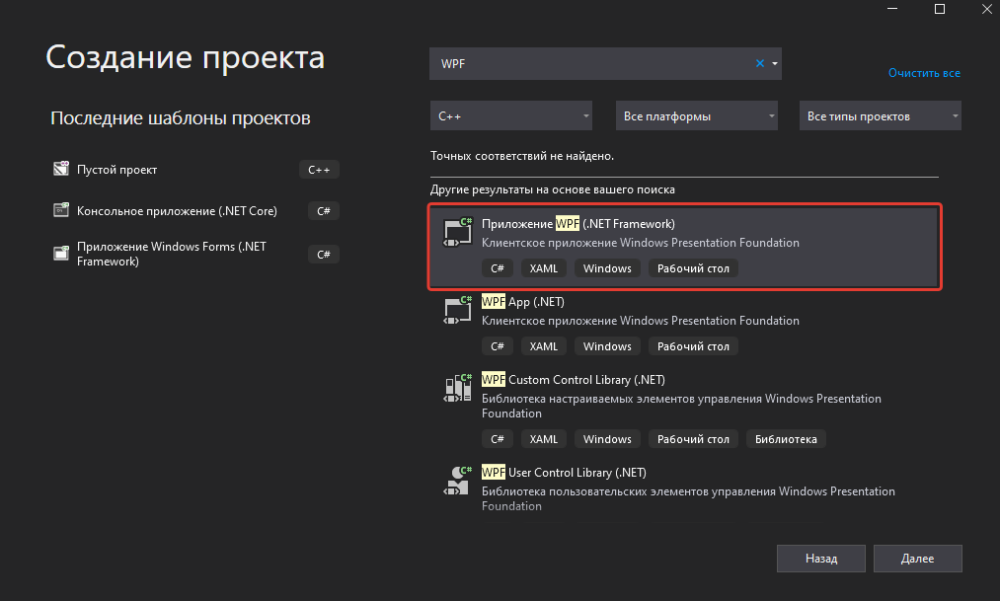 Создание проекта
Последние шаблоны проектов
Пустой проект
C++
Консольное приложение (.NET Core)
C#
Приложение Windows Forms (.NET
Framework)
C#
WPF
Очистить все
C++
Все платформы
Все типы проектов
Точных соответствий не найдено.
Другие результаты на основе вашего поиска
C#
Приложение WPF (.NET Framework)
Клиентское приложение Windows Presentation Foundation
C# XAML Windows Рабочий стол
C#
WPF App (.NET)
Клиентское приложение Windows Presentation Foundation
C# XAML Windows Рабочий стол
C#
WPF Custom Control Library (.NET)
Библиотека настраиваемых элементов управления Windows Presentation
Foundation
C# XAML Windows Рабочий стол Библиотека
C#
WPF User Control Library (.NET)
Библиотека пользовательских элементов управления Windows Presentation
Foundation
Назад
Далее